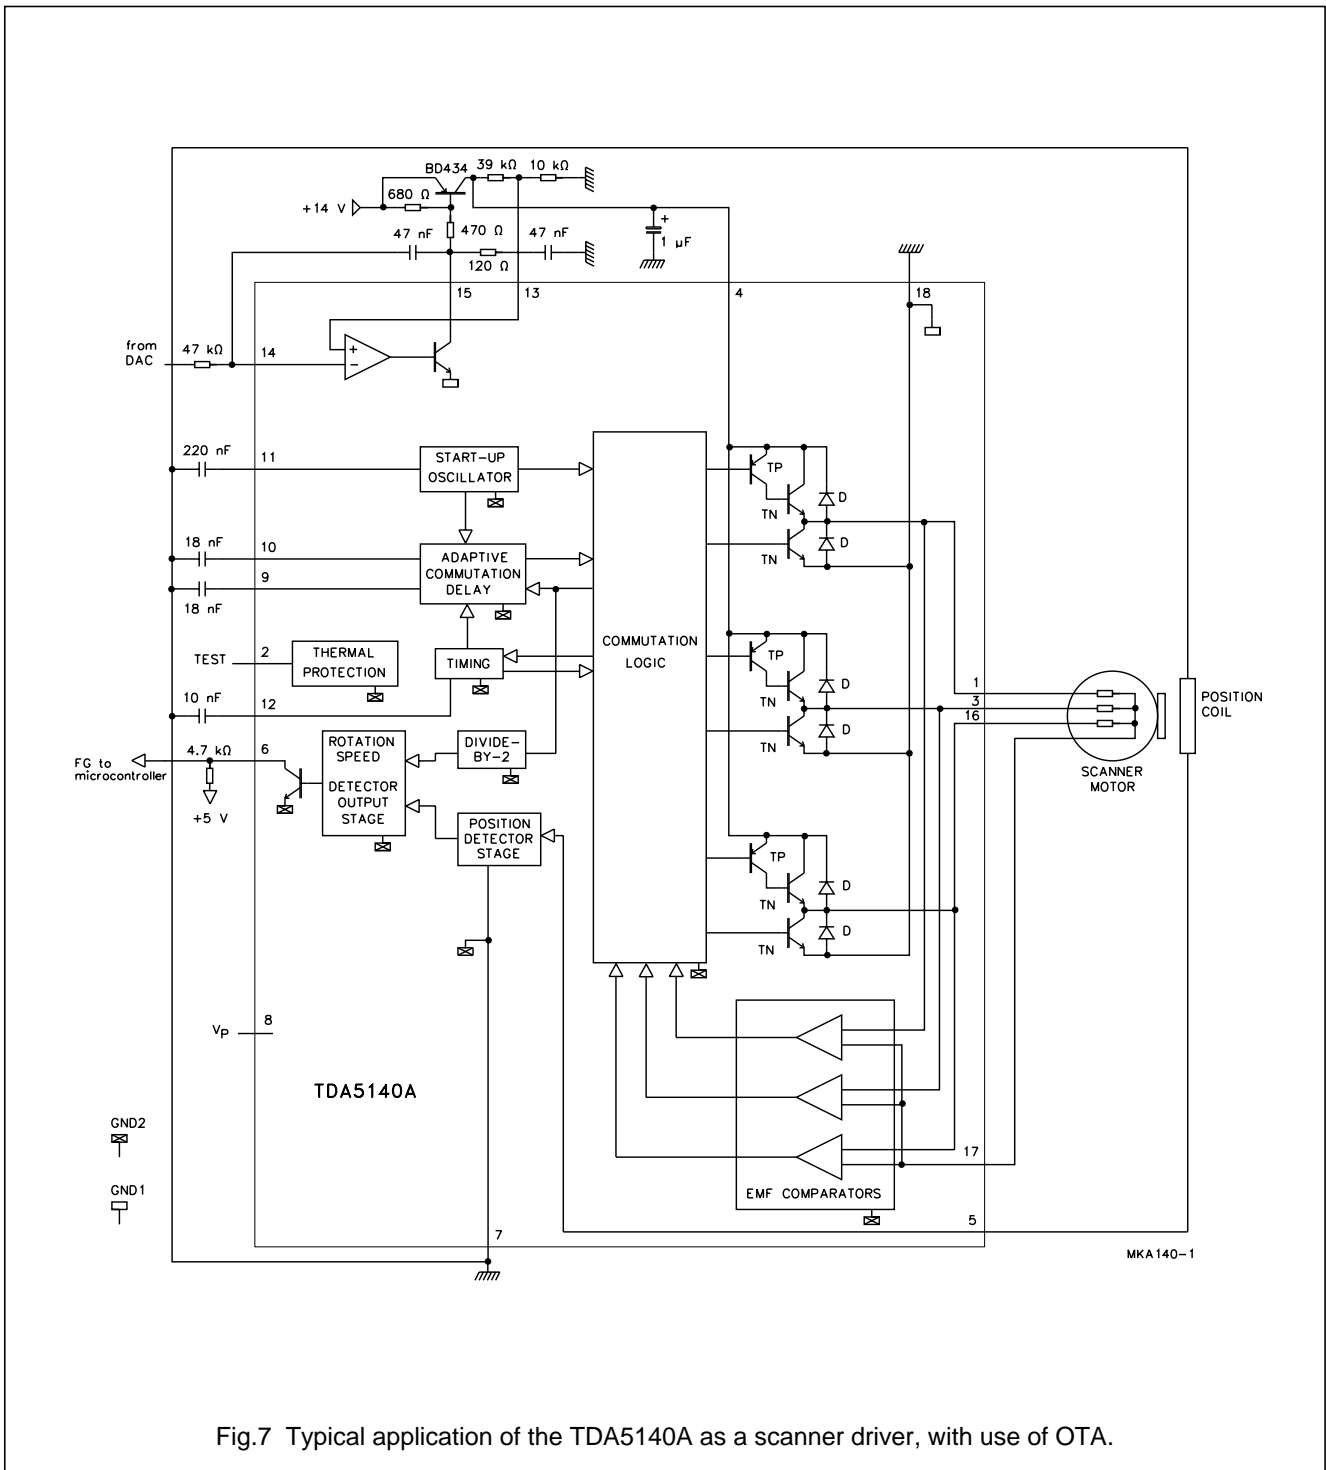 BD434
39 kΩ
10 kΩ
680 Ω
+14 V
470 Ω
47 nF
47 nF
120 Ω
+
1 µF
15
13
4
18
from
DAC
47 kΩ
14
+
−
220 nF
11
START-UP
OSCILLATOR
TP
D
TN
TN
D
18 nF
10
ADAPTIVE
COMMUTATION
DELAY
9
18 nF
COMMUTATION
LOGIC
TEST
2
THERMAL
PROTECTION
TIMING
TP
D
TN
TN
D
10 nF
12
1
3
16
POSITION
COIL
SCANNER
MOTOR
4.7 kΩ
6
FG to
microcontroller
+5 V
ROTATION
SPEED
DETECTOR
OUTPUT
STAGE
DIVIDE-
BY-2
POSITION
DETECTOR
STAGE
TP
D
TN
TN
D
VP
8
TDA5140A
GND2
GND1
17
EMF COMPARATORS
5
7
MKA140-1
Fig.7 Typical application of the TDA5140A as a scanner driver, with use of OTA.